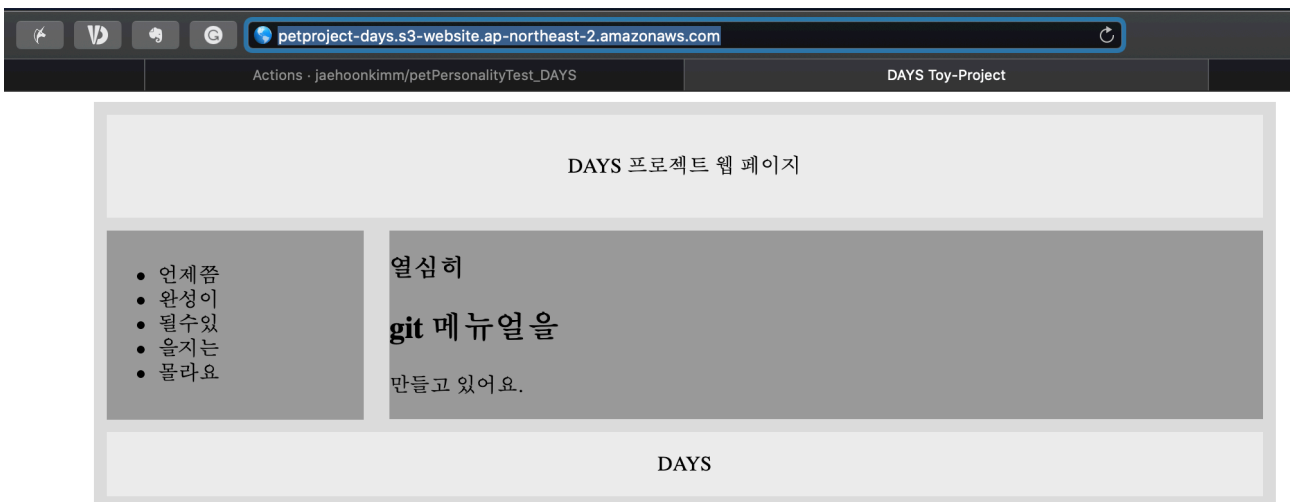 petproject-days.s3-website.ap-northeast-2.amazonaws.com
Actions · jaehoonkimm/petPersonalityTest_DAYS
DAYS Toy-Project
DAYS 프로젝트 웹 페이지
언제쯤
완성이
될수있
을지는
몰라요
열심히
git 메뉴얼을
만들고 있어요.
DAYS